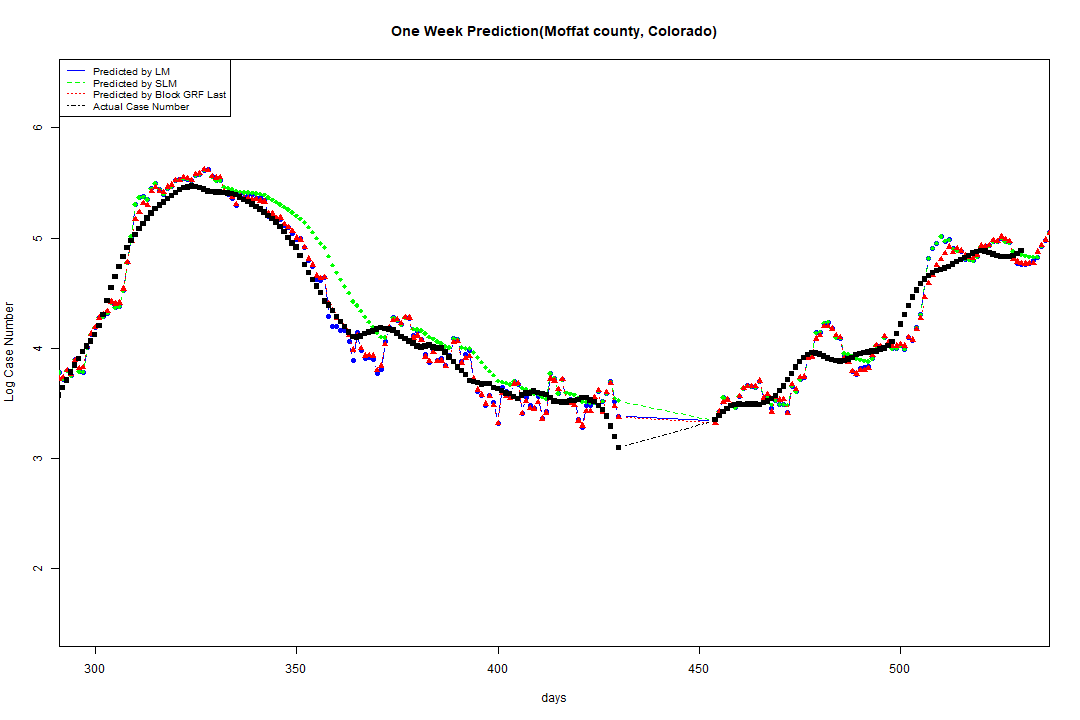 One Week Prediction(Moffat county, Colorado)
Predicted by LM
Predicted by SLM
Predicted by Block GRF Last
Actual Case Number
6
5
4
3
2
Log Case Number
300 350 400 450 500
days